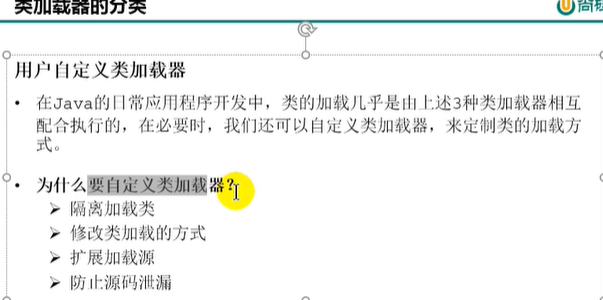 类加载器的分类
用户自定义类加载器
• 在Java的日常应用程序开发中，类的加载几乎是由上述3种类加载器相互
配合执行的，在必要时，我们还可以自定义类加载器，来定制类的加载方
式。
• 为什么要自定义类加载器？
➢ 隔离加载类
➢ 修改类加载的方式
➢ 扩展加载源
➢ 防止源码泄漏